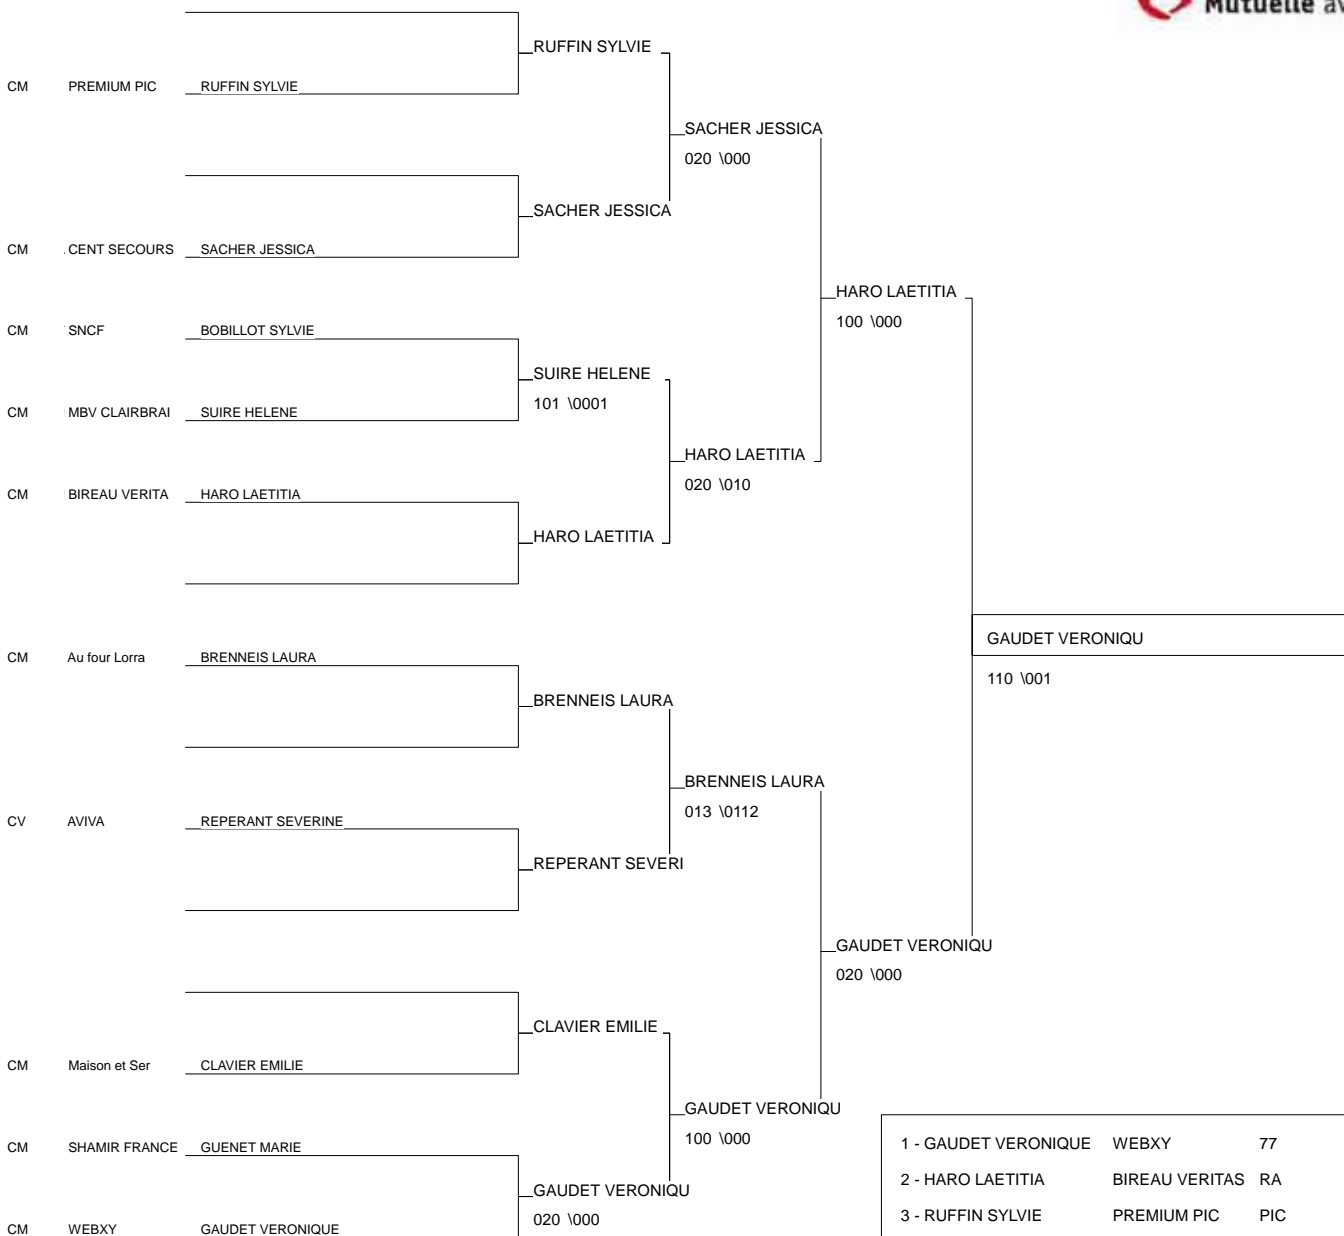 Mutuelle av
RUFFIN SYLVIE
CM PREMIUM PIC RUFFIN SYLVIE
SACHER JESSICA
020 \000
SACHER JESSICA
CM CENT SECOURS SACHER JESSICA
HARO LAETITIA
100 \000
CM SNCF BOBILLOT SYLVIE
SUIRE HELENE
101 \0001
CM MBV CLAIRBRAI SUIRE HELENE
HARO LAETITIA
020 \010
CM BIREAU VERITA HARO LAETITIA
HARO LAETITIA
GAUDET VERONIQU
110 \001
CM Au four Lorra BRENNEIS LAURA
BRENNEIS LAURA
BRENNEIS LAURA
013 \0112
CV AVIVA REPERANT SEVERINE
REPERANT SEVERI
GAUDET VERONIQU
020 \000
CLAVIER EMILIE
CM Maison et Ser CLAVIER EMILIE
GAUDET VERONIQU
100 \000
CM SHAMIR FRANCE GUENET MARIE
GAUDET VERONIQU
020 \000
CM WEBXY GAUDET VERONIQUE
1 - GAUDET VERONIQUE WEBXY 77
2 - HARO LAETITIA BIREAU VERITAS RA
3 - RUFFIN SYLVIE PREMIUM PIC PIC